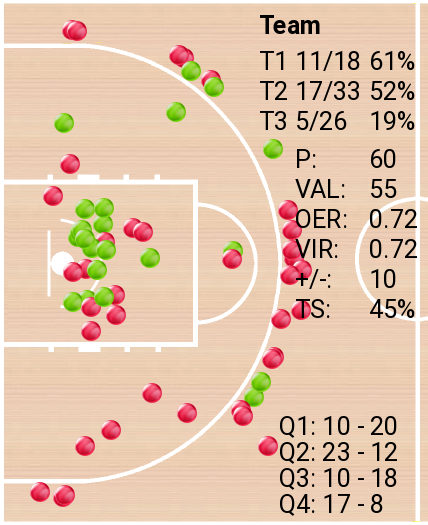 Team
T1 11/18 61%
T2 17/33 52%
T3 5/26 19%
P: 60
VAL: 55
OER: 0.72
VIR: 0.72
+/-: 10
TS: 45%
Q1: 10 - 20
Q2: 23 - 12
Q3: 10 - 18
Q4: 17 - 8